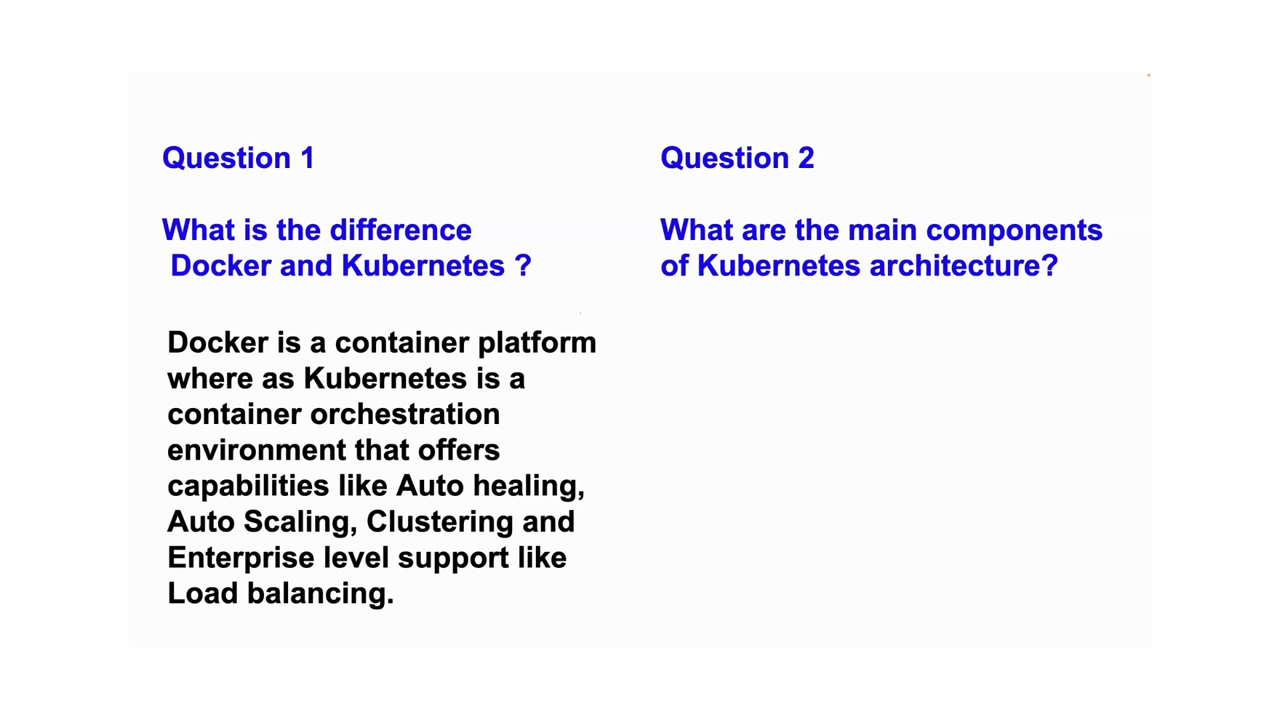 Question 1
What is the difference
Docker and Kubernetes ?
Docker is a container platform
where as Kubernetes is a
container orchestration
environment that offers
capabilities like Auto healing,
Auto Scaling, Clustering and
Enterprise level support like
Load balancing.
Question 2
What are the main components
of Kubernetes architecture?